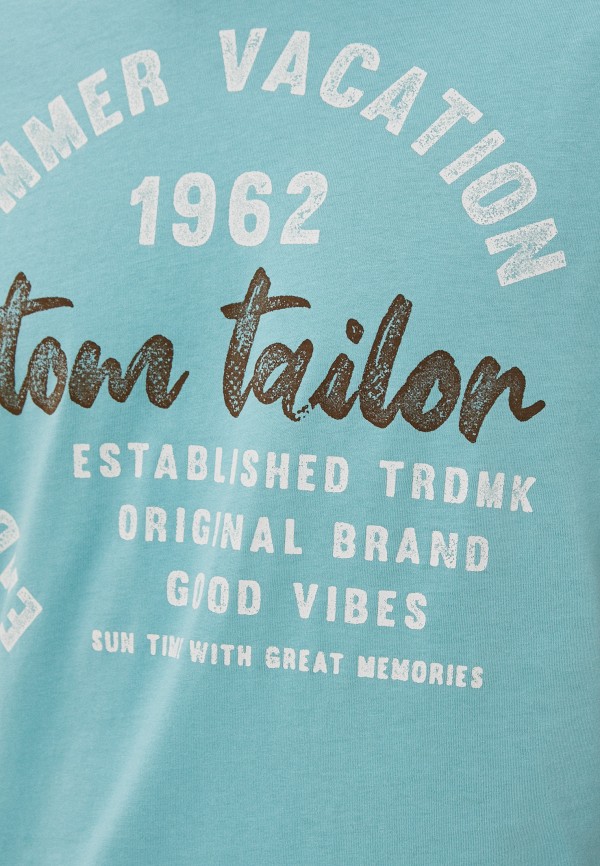 MMER VACATION
1962
tom tailor
ESTABLISHED TRDMK
ORIGINAL BRAND
GOOD VIBES
SUN TIM WITH GREAT MEMORIES